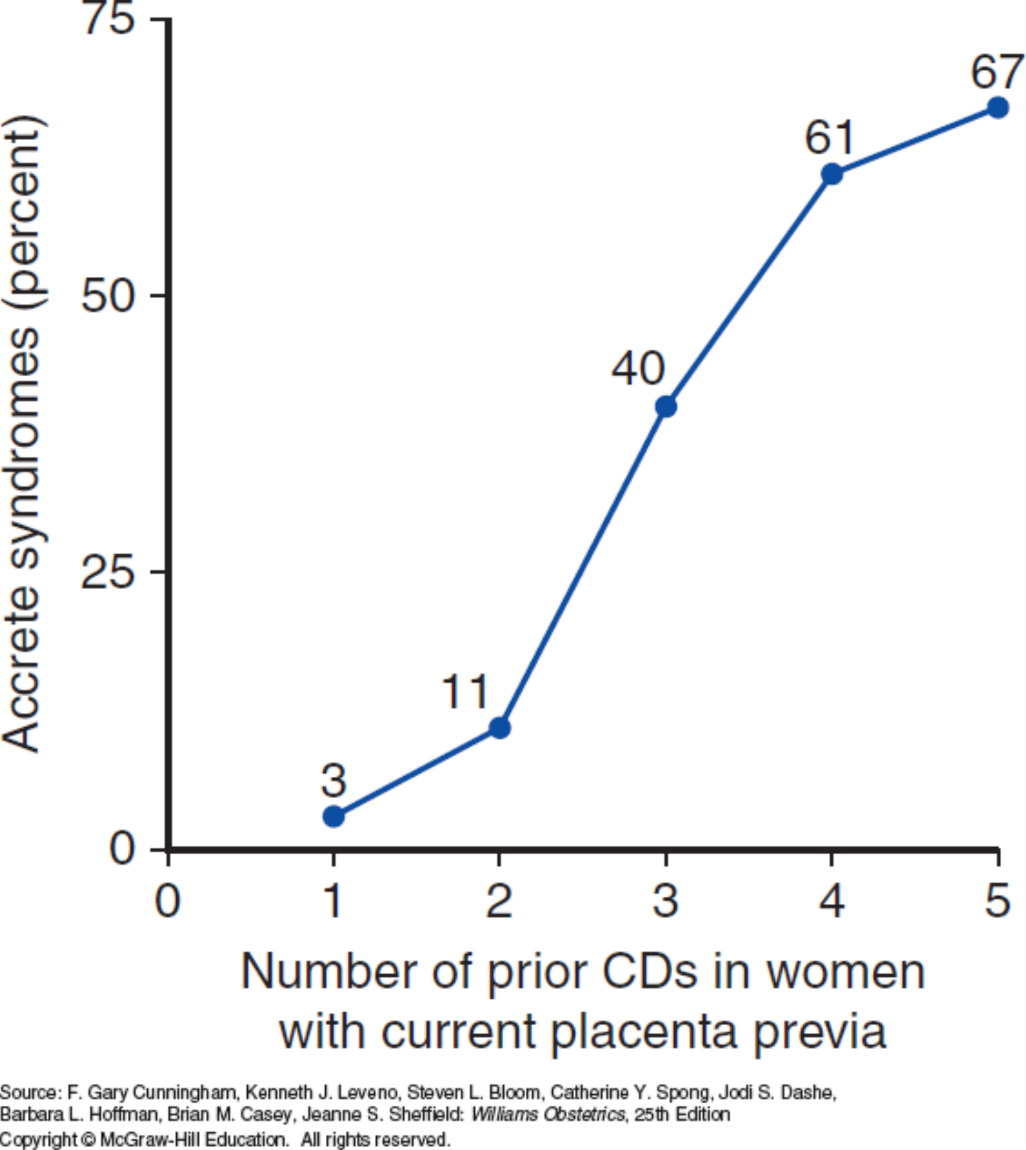 75
67
61
Accrete syndromes (percent)
50
40
25
11
3
0
0 1 2 3 4 5
Number of prior CDs in women
with current placenta previa
Source: F. Gary Cunningham, Kenneth J. Leveno, Steven L. Bloom, Catherine Y. Spong, Jodi S. Dashe,
Barbara L. Hoffman, Brian M. Casey, Jeanne S. Sheffield: Williams Obstetrics, 25th Edition
Copyright © McGraw-Hill Education. All rights reserved.